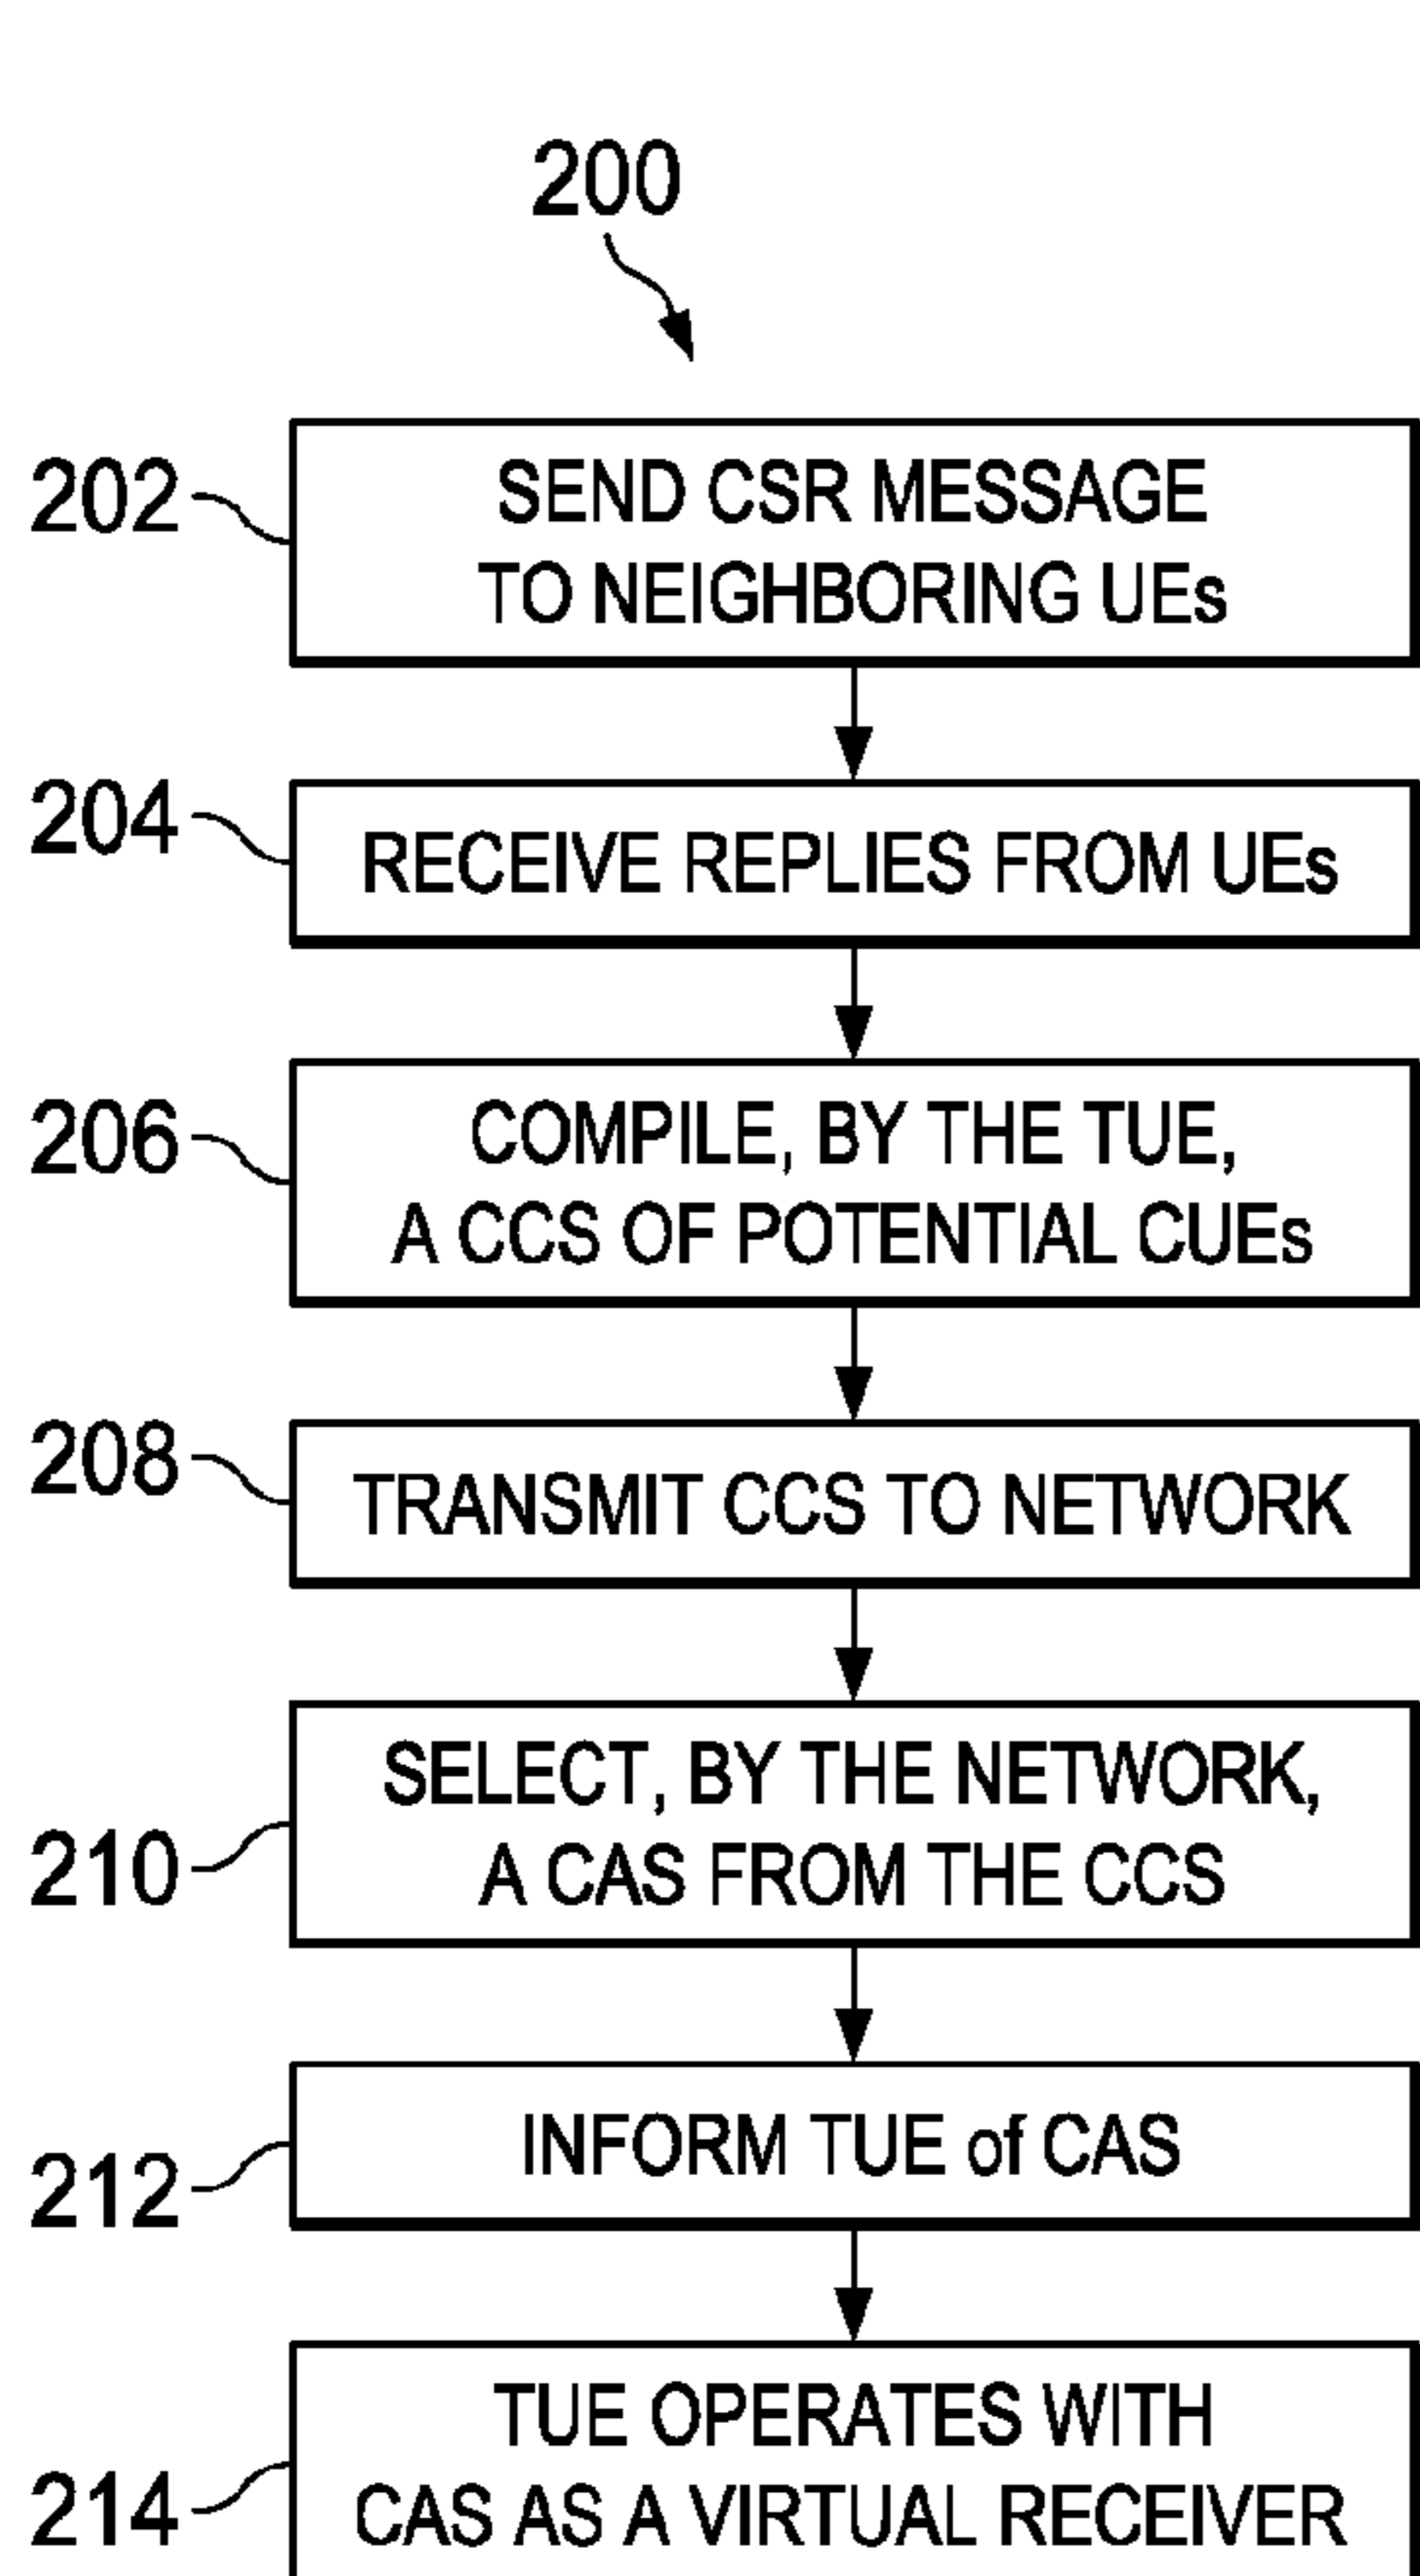 200
202
SEND CSR MESSAGE
TO NEIGHBORING UEs
204
RECEIVE REPLIES FROM UEs
206
COMPILE, BY THE TUE,
A CCS OF POTENTIAL CUEs
208
TRANSMIT CCS TO NETWORK
210
SELECT, BY THE NETWORK,
A CAS FROM THE CCS
212
INFORM TUE of CAS
214
TUE OPERATES WITH
CAS AS A VIRTUAL RECEIVER